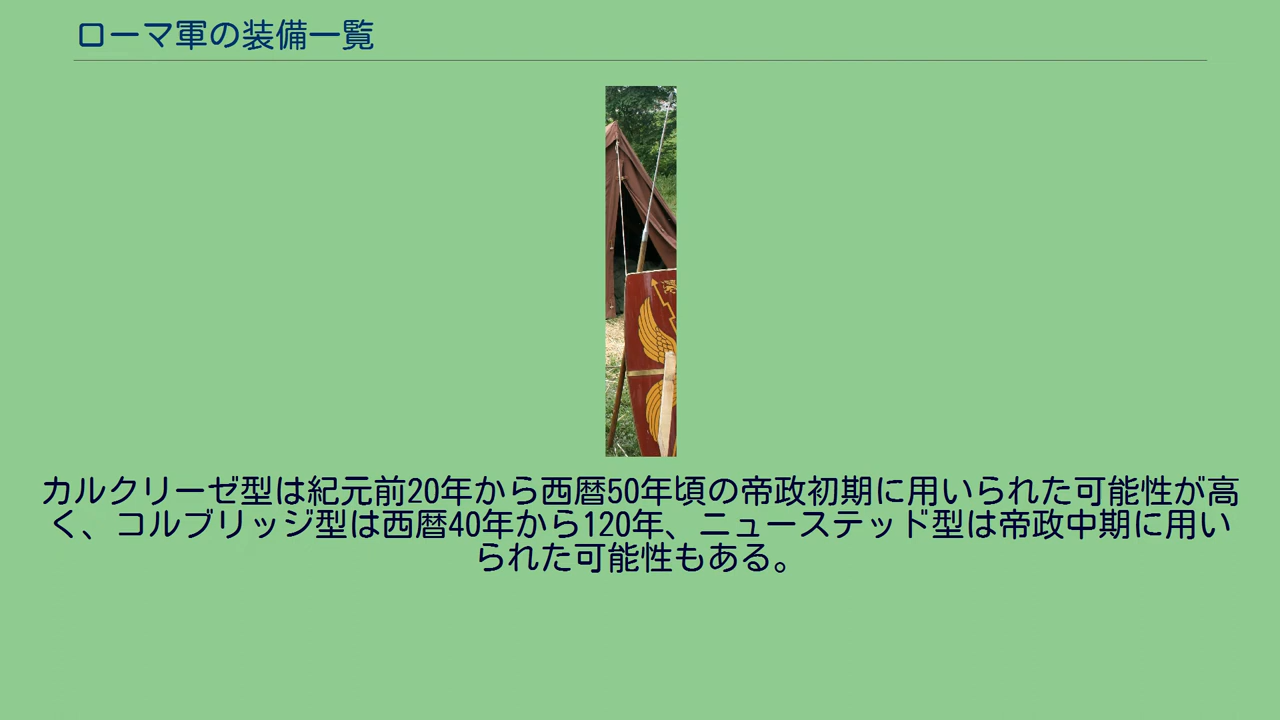 ローマ軍の装備一覧
カルクリーゼ型は紀元前20年から西暦50年頃の帝政初期に用いられた可能性が高
く、コルブリッジ型は西暦40年から120年、ニューステッド型は帝政中期に用い
られた可能性もある。